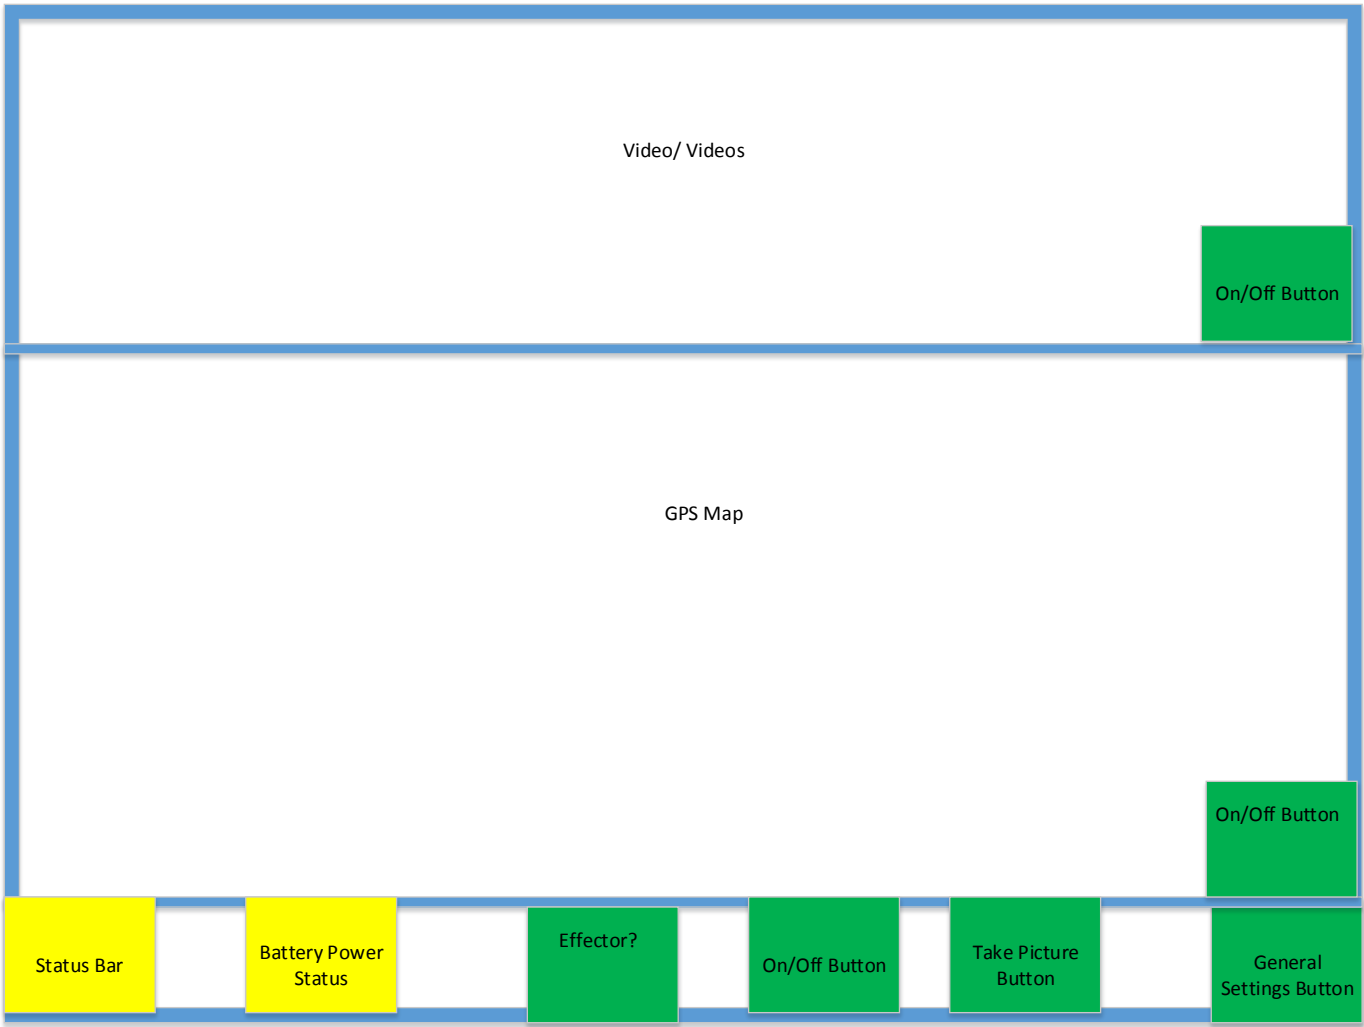 Video/ Videos
On/Off Button
GPS Map
On/Off Button
Status Bar
Battery Power
Status
Effector?
On/Off Button
Take Picture
Button
General
Settings Button